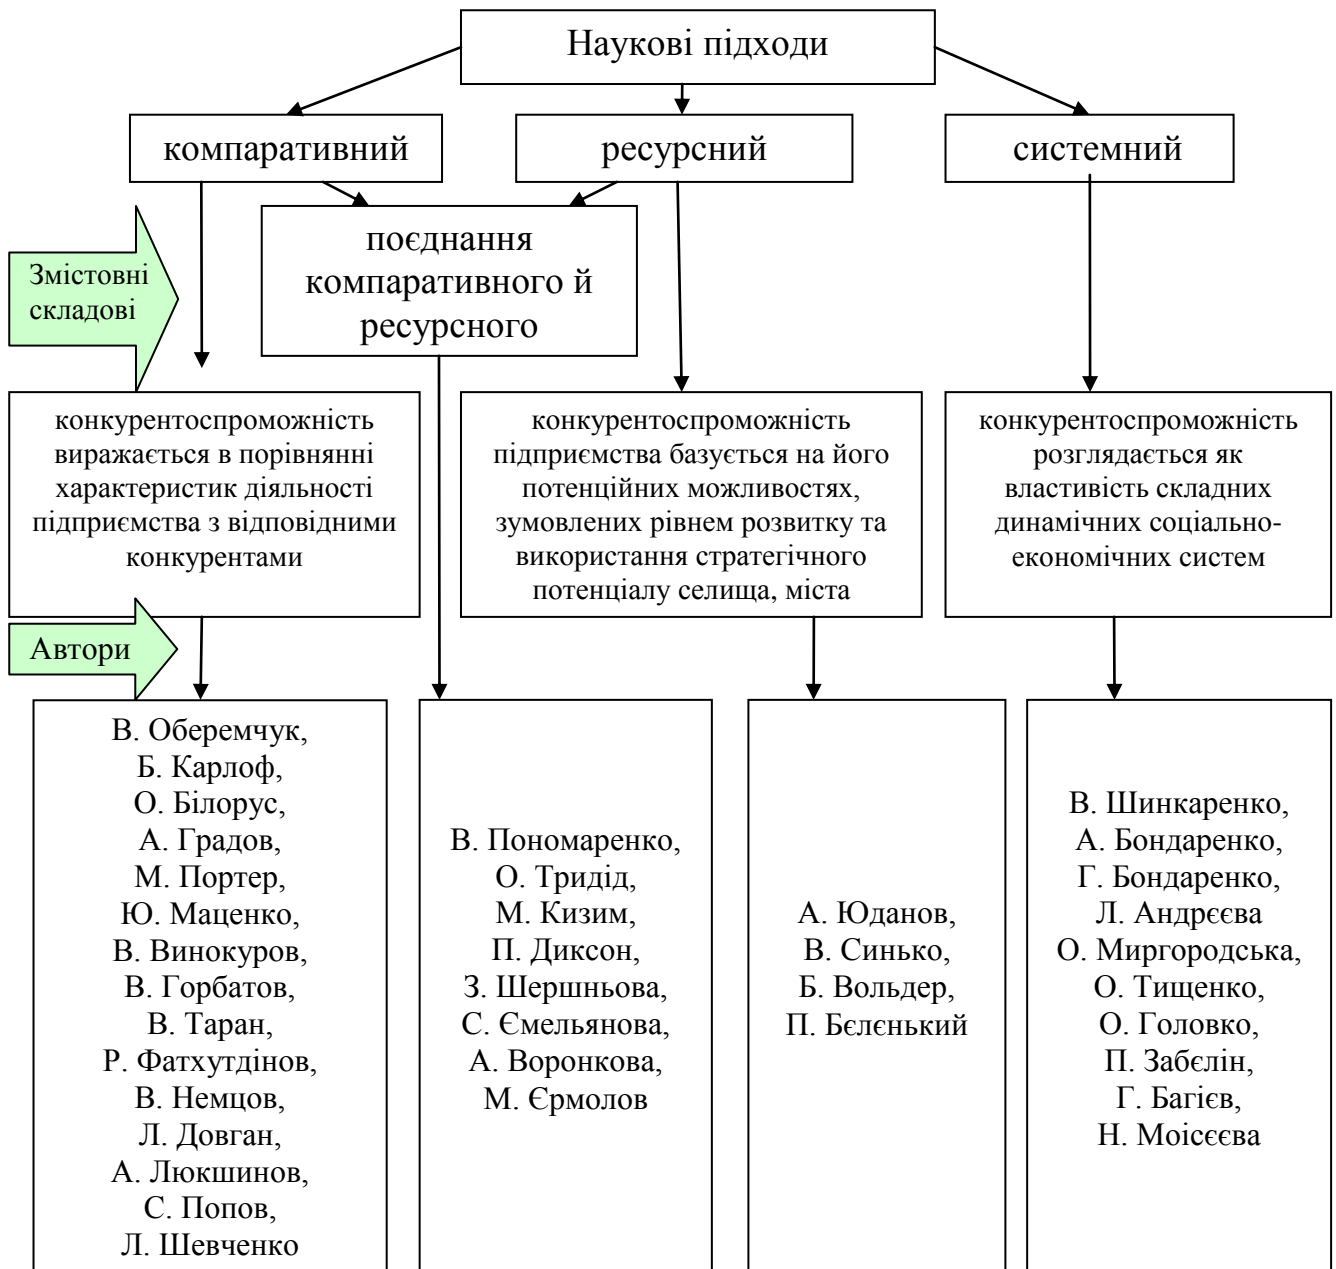 Наукові підходи
компаративний
ресурсний
системний
поєднання
компаративного й
ресурсного
Змістовні
складові
конкурентоспроможність
виражається в порівнянні
характеристик діяльності
підприємства з відповідними
конкурентами
конкурентоспроможність
підприємства базується на його
потенційних можливостях,
зумовлених рівнем розвитку та
використання стратегічного
потенціалу селища, міста
конкурентоспроможність
розглядається як
властивість складних
динамічних соціально-
економічних систем
Автори
В. Оберемчук,
Б. Карлоф,
О. Білорус,
А. Градов,
М. Портер,
Ю. Маценко,
В. Винокуров,
В. Горбатов,
В. Таран,
Р. Фатхутдінов,
В. Немцов,
Л. Довган,
А. Люкшинов,
С. Попов,
Л. Шевченко
В. Пономаренко,
О. Тридід,
М. Кизим,
П. Диксон,
З. Шершньова,
С. Ємельянова,
А. Воронкова,
М. Єрмолов
А. Юданов,
В. Синько,
Б. Вольдер,
П. Бєлєнький
В. Шинкаренко,
А. Бондаренко,
Г. Бондаренко,
Л. Андрєєва
О. Миргородська,
О. Тищенко,
О. Головко,
П. Забєлін,
Г. Багієв,
Н. Моісєєва